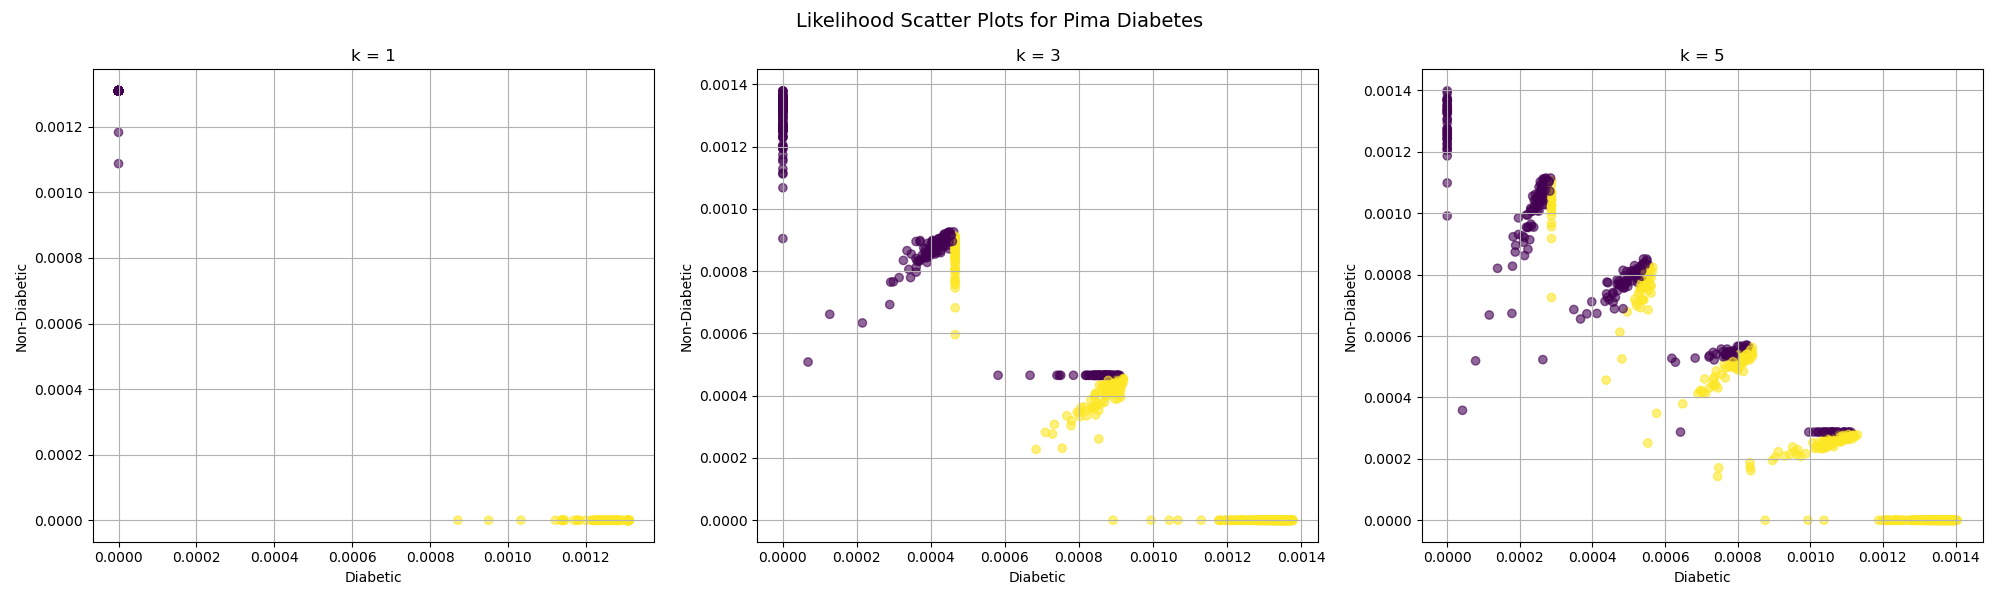 Likelihood Scatter Plots for Pima Diabetes
k = 1
0.0012
0.0010
0.0008
0.0006
0.0004
0.0002
0.0000
Non-Diabetic
0.0000 0.0002 0.0004 0.0006 0.0008 0.0010 0.0012
Diabetic
k = 3
0.0014
0.0012
0.0010
0.0008
0.0006
0.0004
0.0002
0.0000
Non-Diabetic
0.0000 0.0002 0.0004 0.0006 0.0008 0.0010 0.0012 0.0014
Diabetic
k = 5
0.0014
0.0012
0.0010
0.0008
0.0006
0.0004
0.0002
0.0000
Non-Diabetic
0.0000 0.0002 0.0004 0.0006 0.0008 0.0010 0.0012 0.0014
Diabetic